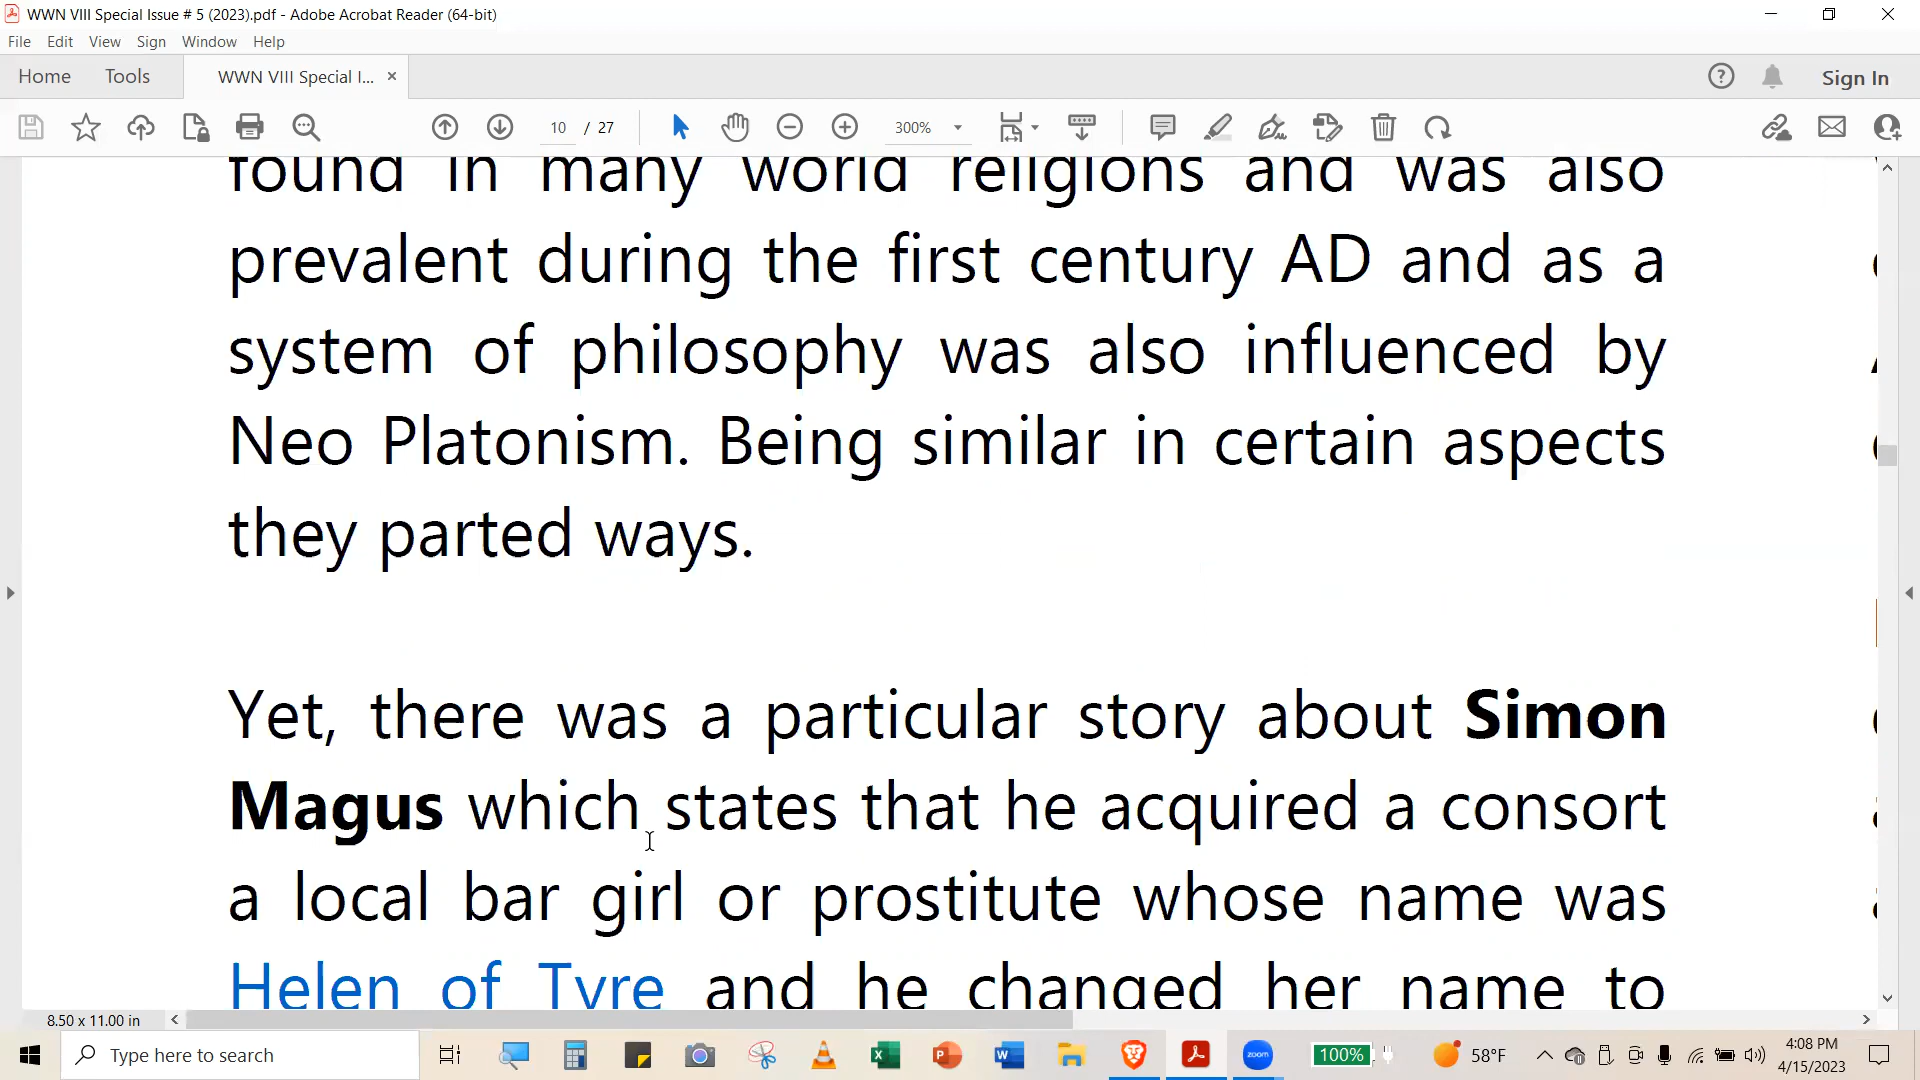 WWN VIII Special Issue # 5 (2023).pdf - Adobe Acrobat Reader (64-bit)
File Edit View Sign Window Help
Home Tools WWN VIII Special I... × Sign In
10 / 27 300%
found in many world religions and was also
prevalent during the first century AD and as a
system of philosophy was also influenced by
Neo Platonism. Being similar in certain aspects
they parted ways.
Yet, there was a particular story about Simon
Magus which states that he acquired a consort
a local bar girl or prostitute whose name was
Helen of Tyre and he changed her name to
8.50 x 11.00 in
Type here to search
zoom
100%
58°F
4:08 PM
4/15/2023